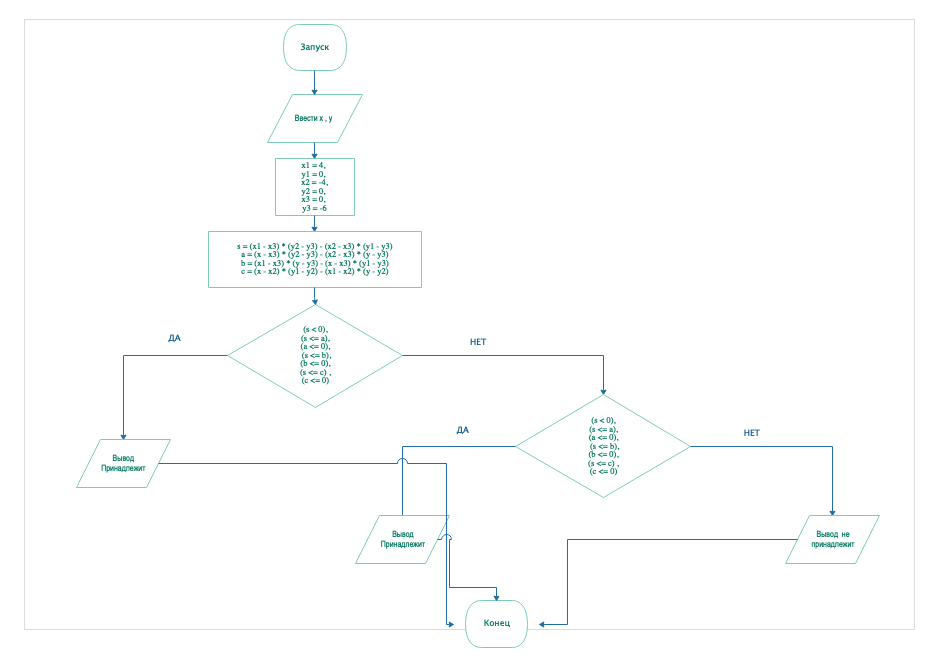 Запуск
Ввести x , y
x1 = 4,
y1 = 0,
x2 = -4,
y2 = 0,
x3 = 0,
y3 = -6
s = (x1 - x3) * (y2 - y3) - (x2 - x3) * (y1 - y3)
a = (x - x3) * (y2 - y3) - (x2 - x3) * (y - y3)
b = (x1 - x3) * (y - y3) - (x - x3) * (y1 - y3)
c = (x - x2) * (y1 - y2) - (x1 - x2) * (y - y2)
(s < 0),
(s <= a),
(a <= 0),
(s <= b),
(b <= 0),
(s <= c) ,
(c <= 0)
ДА
НЕТ
Вывод
Принадлежит
(s < 0),
(s <= a),
(a <= 0),
(s <= b),
(b <= 0),
(s <= c) ,
(c <= 0)
ДА
НЕТ
Вывод
Принадлежит
Вывод не
принадлежит
Конец